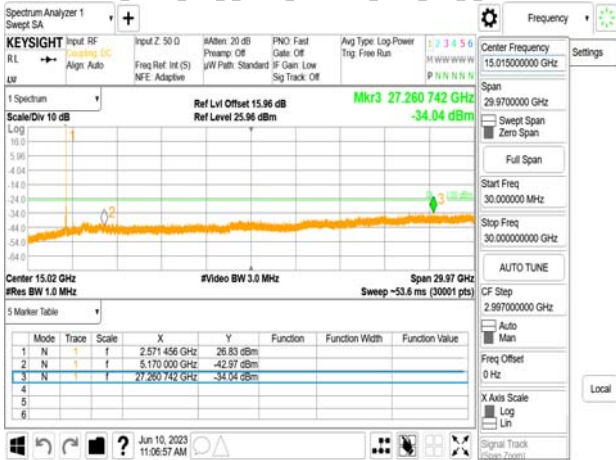 Spectrum Analyzer 1
Swept SA
Frequency
KEYSIGHT Input: RF
RL
Coupling: DC
Align: Auto
LXI
Input Z: 50 Ω
Freq Ref: Int (S)
NFE: Adaptive
#Atten: 20 dB
Preamp: Off
µW Path: Standard
PNO: Fast
Gate: Off
IF Gain: Low
Sig Track: Off
Avg Type: Log-Power
Trig: Free Run
1 2 3 4 5 6
M W W W W W
P N N N N N
Center Frequency
15.015000000 GHz
Settings
1 Spectrum
Scale/Div 10 dB
Ref Lvl Offset 15.96 dB
Ref Level 25.96 dBm
Mkr3 27.260 742 GHz
-34.04 dBm
Span
29.9700000 GHz
Swept Span
Zero Span
Log
16.0
5.96
-4.04
-14.0
-24.0
-34.0
-44.0
-54.0
-64.0
1
2
3
Full Span
Start Freq
30.000000 MHz
Stop Freq
30.000000000 GHz
AUTO TUNE
Center 15.02 GHz
#Res BW 1.0 MHz
#Video BW 3.0 MHz
Span 29.97 GHz
Sweep ~53.6 ms (30001 pts)
CF Step
2.997000000 GHz
Auto
Man
5 Marker Table
Mode Trace Scale X Y Function Function Width Function Value
1 N 1 f 2.571 456 GHz 26.83 dBm
2 N 1 f 5.170 000 GHz -42.97 dBm
3 N 1 f 27.260 742 GHz -34.04 dBm
4
5
6
Freq Offset
0 Hz
Local
X Axis Scale
Log
Lin
Signal Track
(Span Zoom)
?
Jun 10, 2023
11:06:57 AM